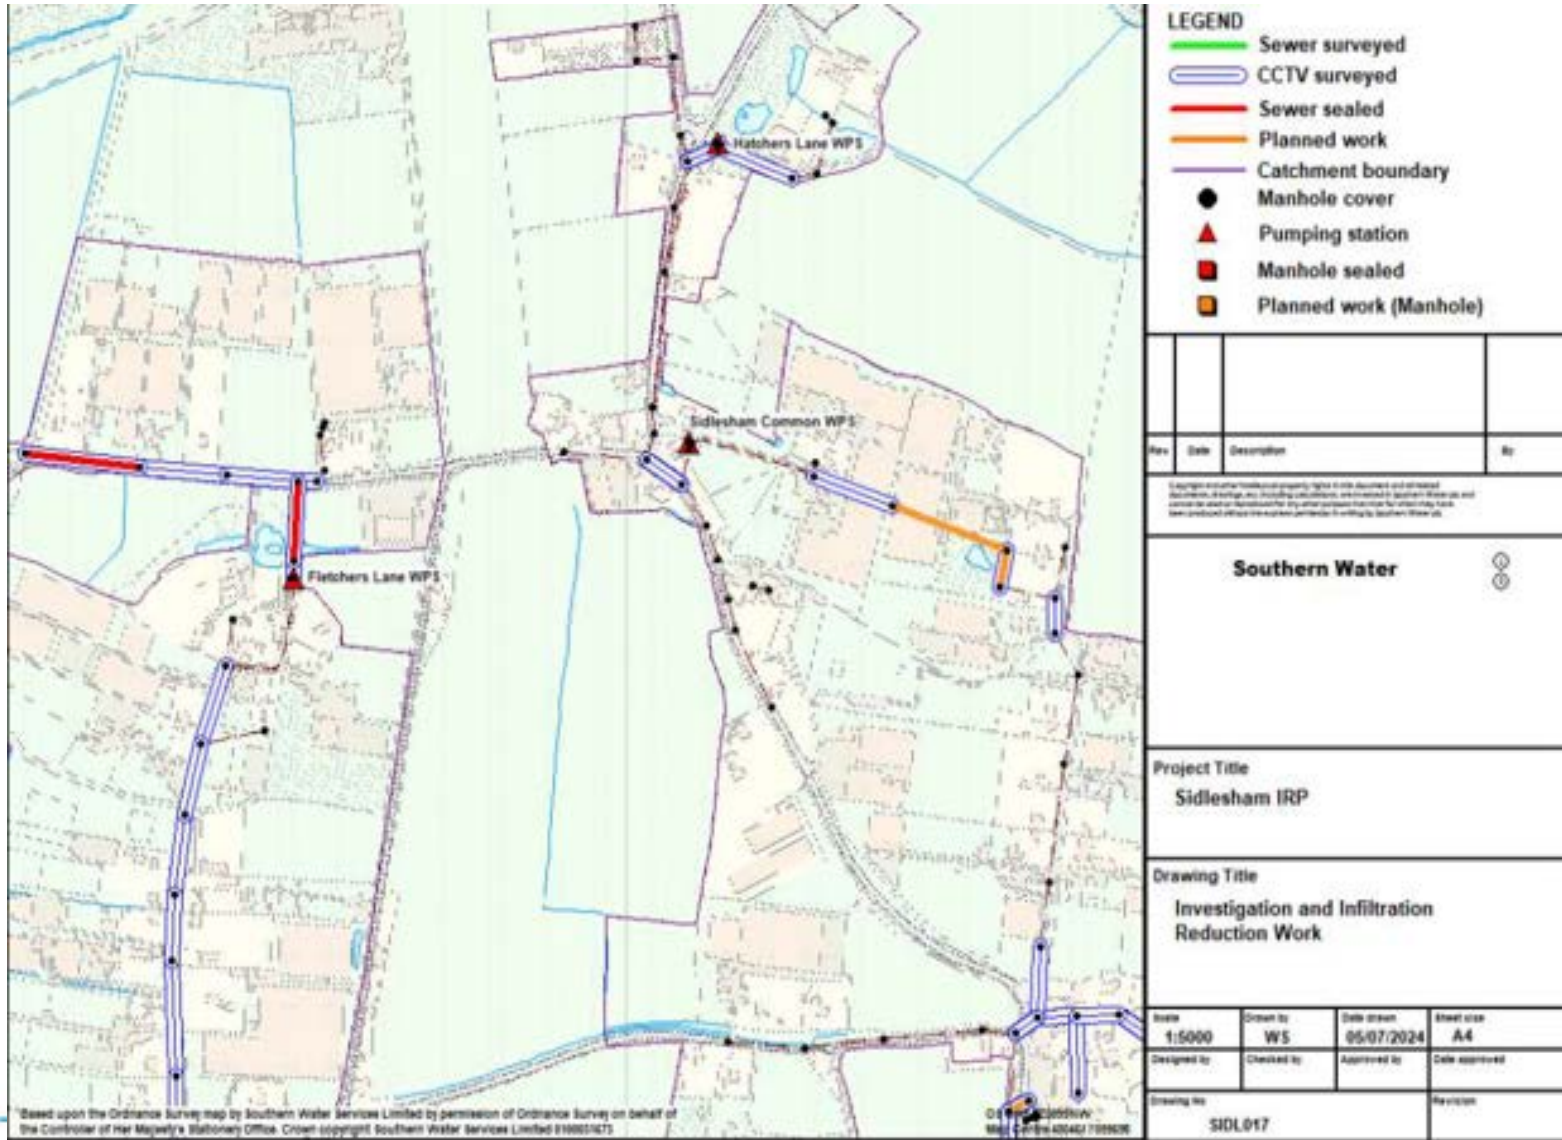 LEGEND
Sewer surveyed
CCTV surveyed
Sewer sealed
Planned work
Catchment boundary
Manhole cover
Pumping station
Manhole sealed
Planned work (Manhole)
Hatchers Lane WPS
Sidlesham Common WPS
Fletchers Lane WPS
Rev Date Description By
Southern Water
Project Title
Sidlesham IRP
Drawing Title
Investigation and Infiltration
Reduction Work
Scale Drawn by Date drawn Sheet size
1:5000 WS 05/07/2024 A4
Designed by Checked by Approved by Date approved
Drawing No Revision
SIDL017
Based upon the Ordnance Survey map by Southern Water Services Limited by permission of Ordnance Survey on behalf of
the Controller of Her Majesty's Stationery Office. Crown copyright Southern Water Services Limited